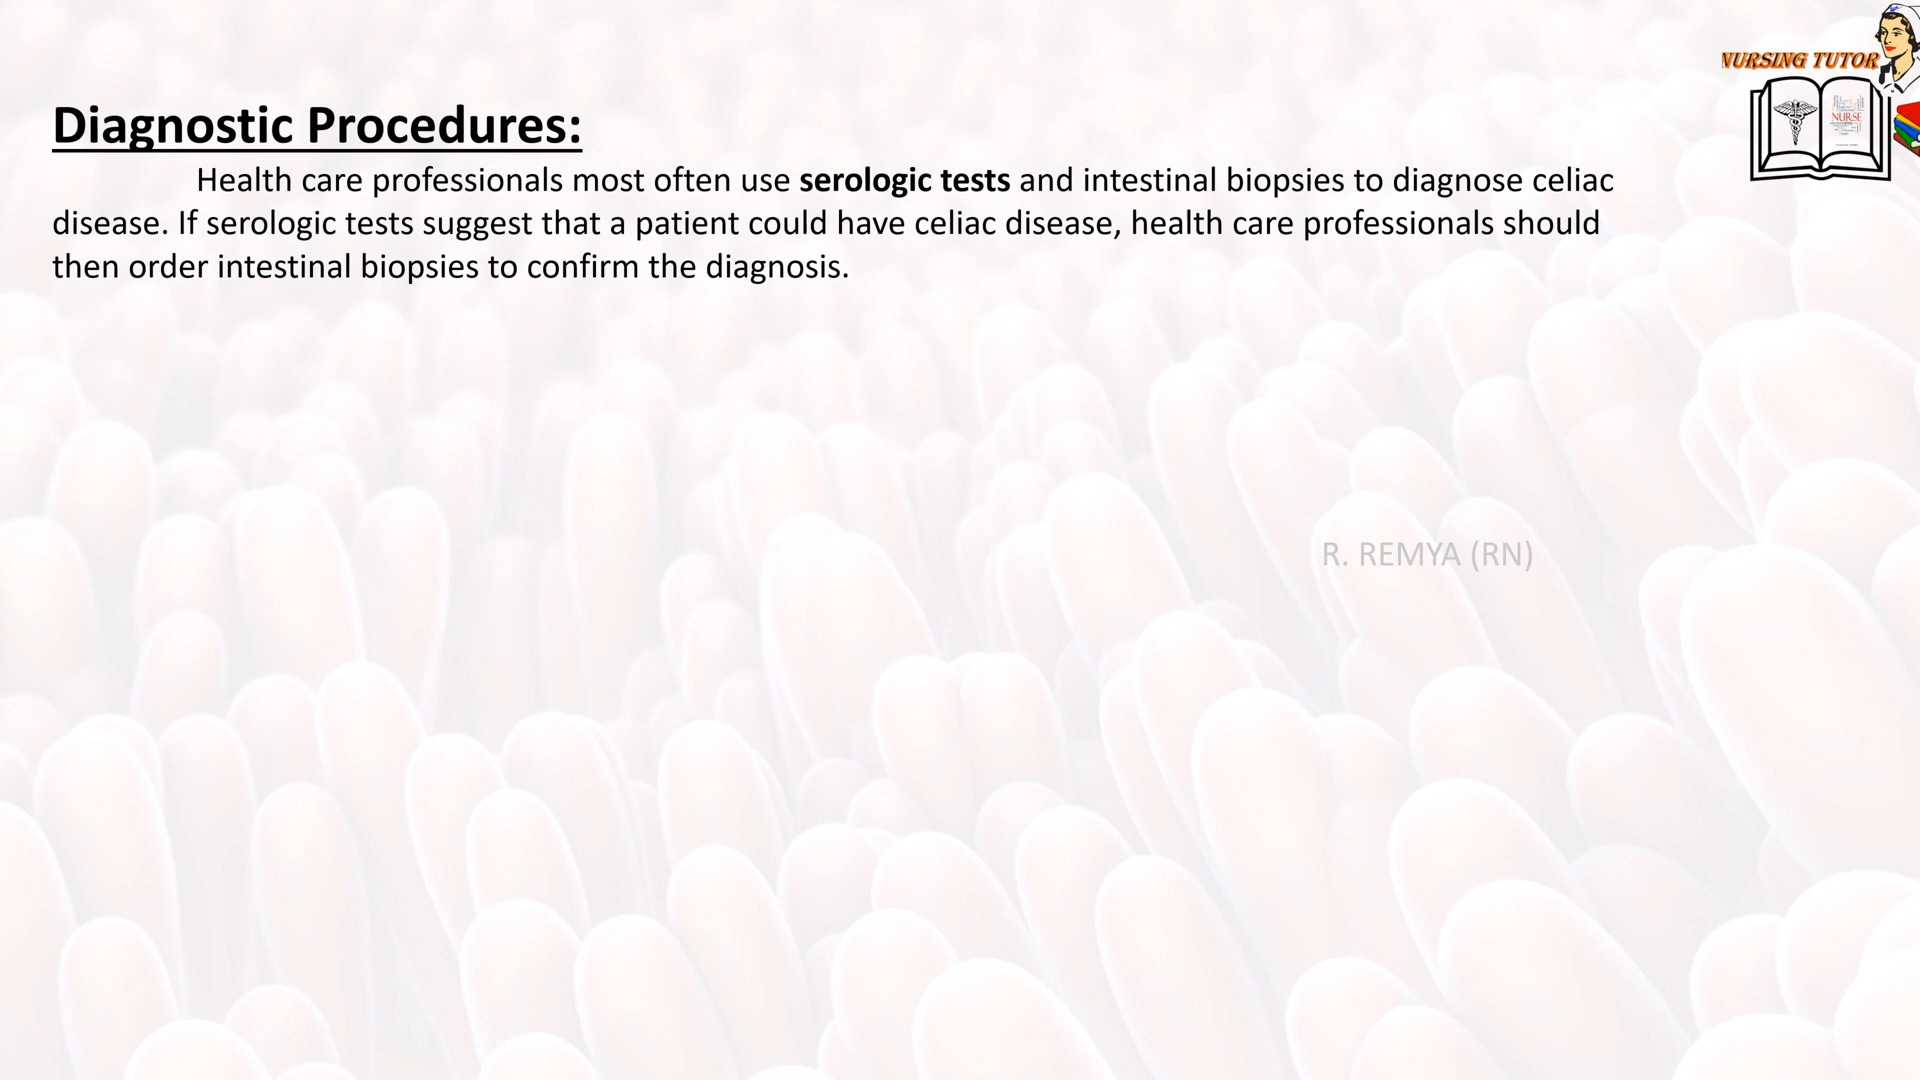 NURSING TUTOR
NURSE
Diagnostic Procedures:
Health care professionals most often use serologic tests and intestinal biopsies to diagnose celiac
disease. If serologic tests suggest that a patient could have celiac disease, health care professionals should
then order intestinal biopsies to confirm the diagnosis.
R. REMYA (RN)